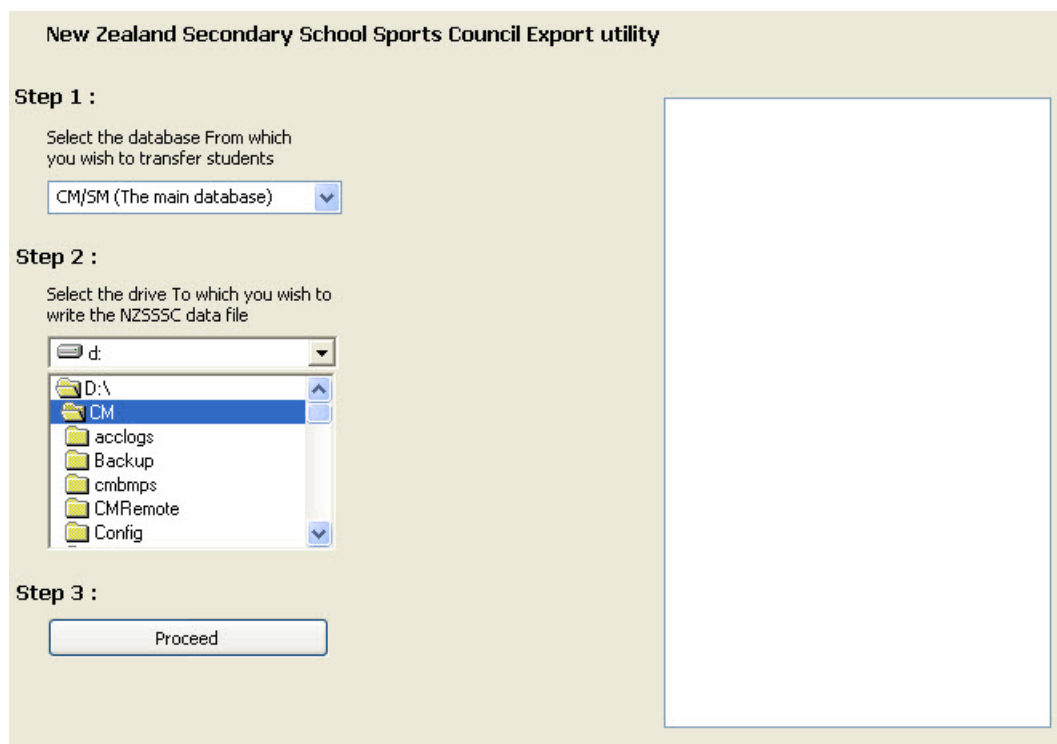 New Zealand Secondary School Sports Council Export utility
Step 1 :
Select the database From which
you wish to transfer students
CM/SM (The main database)
Step 2 :
Select the drive To which you wish to
write the NZSSSC data file
d:
D:\
CM
acclogs
Backup
cmbmps
CMRemote
Config
Step 3 :
Proceed